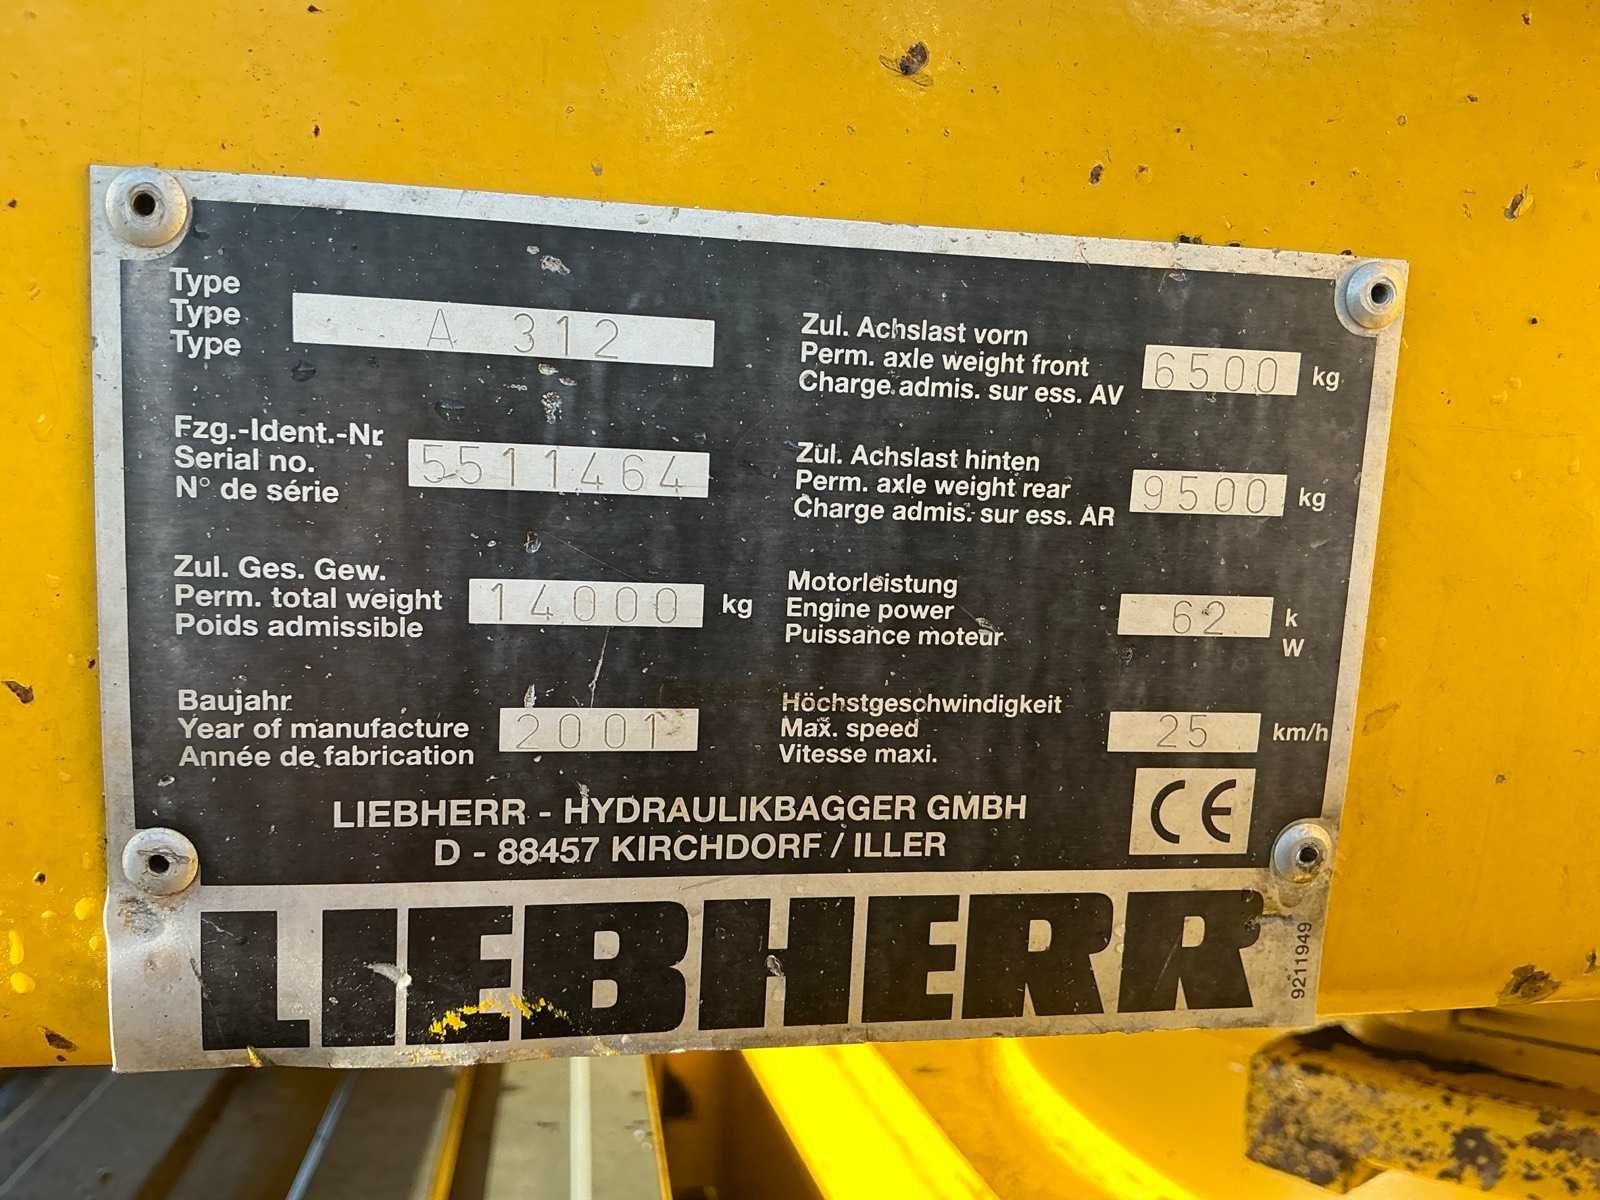 Type
Type
Type
A 312
Fzg.-Ident.-Nr
Serial no.
N° de série
5511464
Zul. Ges. Gew.
Perm. total weight
Poids admissible
14000 kg
Baujahr
Year of manufacture
Année de fabrication
2001
Zul. Achslast vorn
Perm. axle weight front
Charge admis. sur ess. AV
6500 kg
Zul. Achslast hinten
Perm. axle weight rear
Charge admis. sur ess. AR
9500 kg
Motorleistung
Engine power
Puissance moteur
62 k
W
Höchstgeschwindigkeit
Max. speed
Vitesse maxi.
25 km/h
LIEBHERR - HYDRAULIKBAGGER GMBH
D - 88457 KIRCHDORF / ILLER
CE
LIEBHERR
9211949